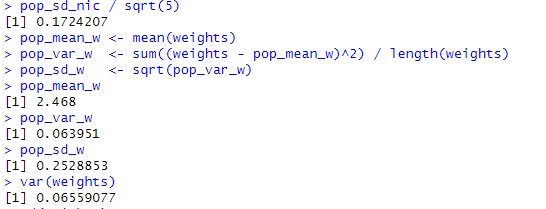 > pop_sd_nic / sqrt(5)
[1] 0.1724207
> pop_mean_w <- mean(weights)
> pop_var_w  <- sum((weights - pop_mean_w)^2) / length(weights)
> pop_sd_w   <- sqrt(pop_var_w)
> pop_mean_w
[1] 2.468
> pop_var_w
[1] 0.063951
> pop_sd_w
[1] 0.2528853
> var(weights)
[1] 0.06559077